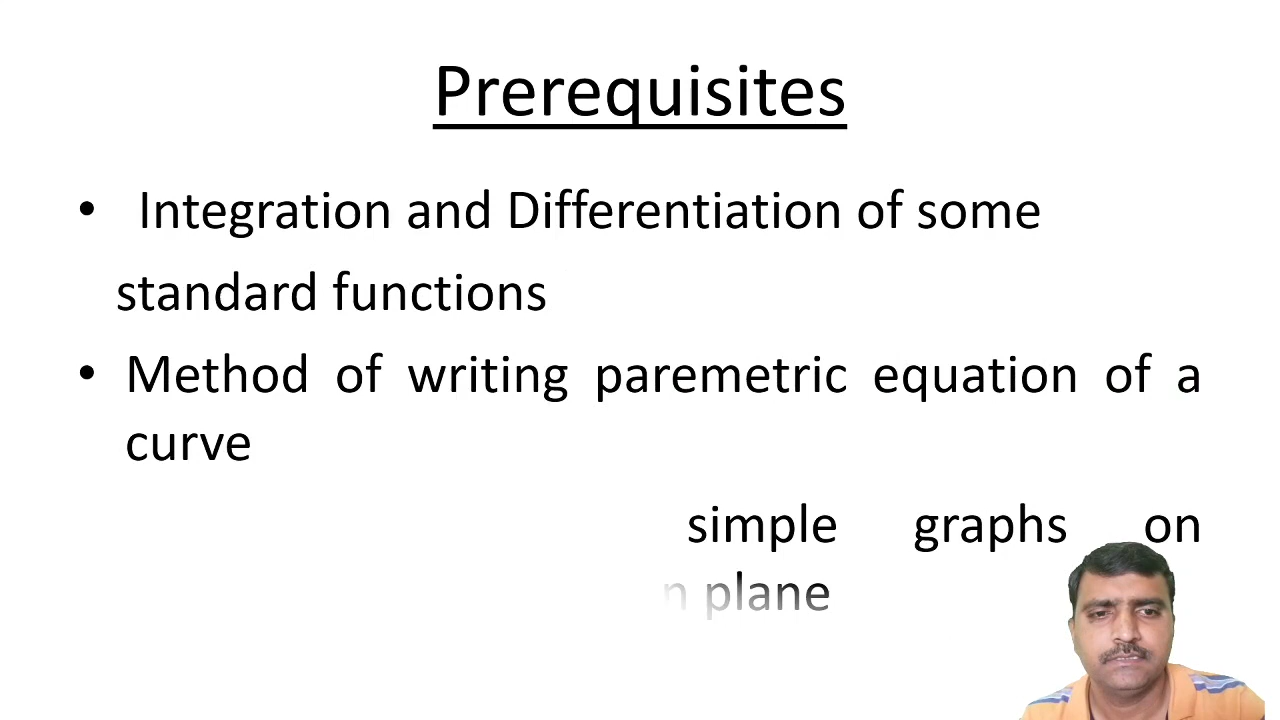 Prerequisites
• Integration and Differentiation of some
standard functions
• Method of writing paremetric equation of a
curve
simple graphs on
plane